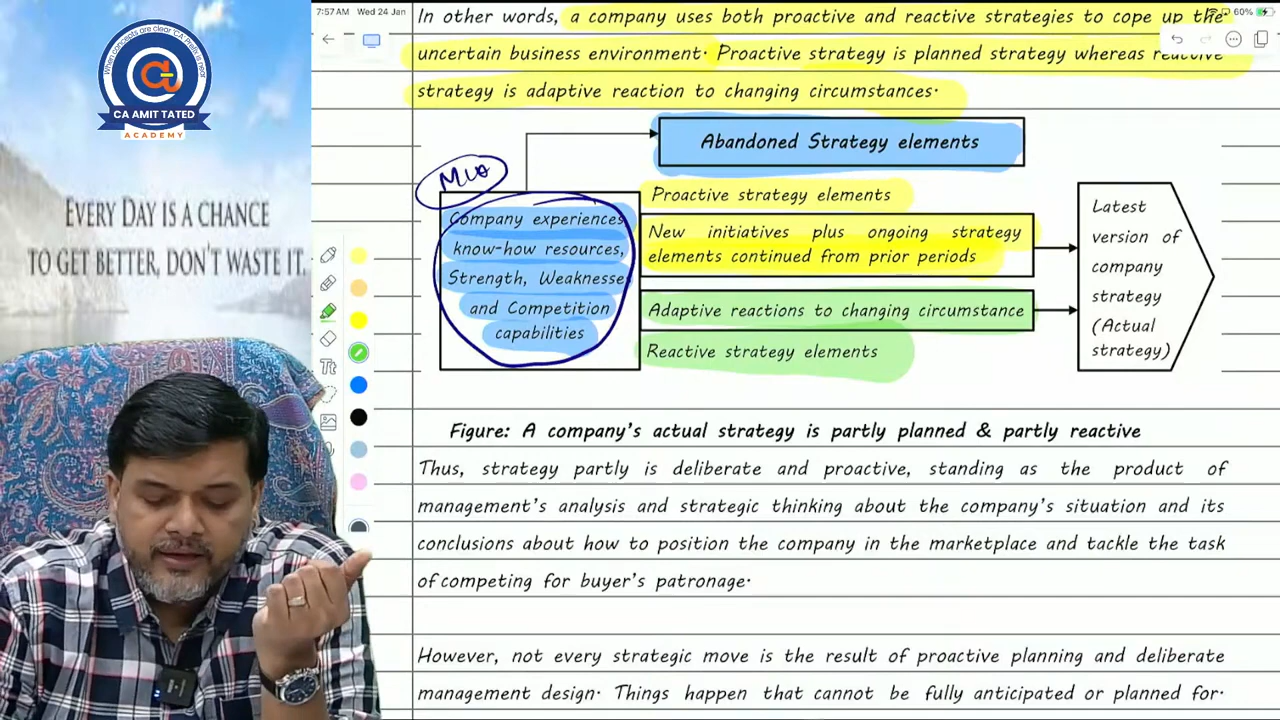 7:57 AM Wed 24 Jan
60%
When concepts are clear 'CA' Prefix is near
CA AMIT TATED
ACADEMY
EVERY DAY IS A CHANCE
TO GET BETTER, DON'T WASTE IT.
In other words, a company uses both proactive and reactive strategies to cope up the
uncertain business environment. Proactive strategy is planned strategy whereas reactive
strategy is adaptive reaction to changing circumstances.
Abandoned Strategy elements
Company experiences
know-how resources,
Strength, Weaknesse
and Competition
capabilities
Proactive strategy elements
New initiatives plus ongoing strategy
elements continued from prior periods
Adaptive reactions to changing circumstance
Reactive strategy elements
Latest
version of
company
strategy
(Actual
strategy)
Figure: A company's actual strategy is partly planned & partly reactive
Thus, strategy partly is deliberate and proactive, standing as the product of
management's analysis and strategic thinking about the company's situation and its
conclusions about how to position the company in the marketplace and tackle the task
of competing for buyer's patronage.
However, not every strategic move is the result of proactive planning and deliberate
management design. Things happen that cannot be fully anticipated or planned for.